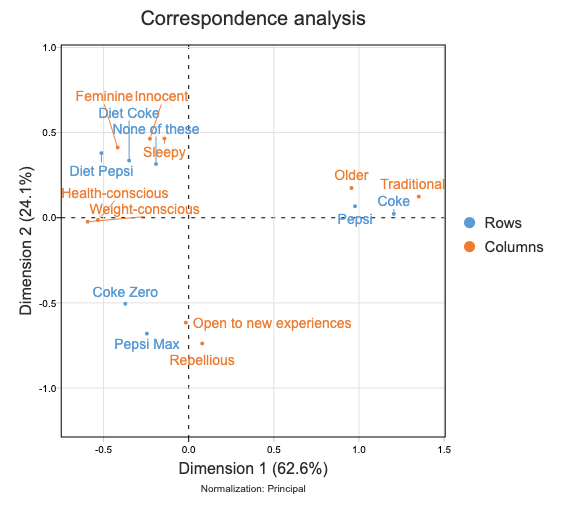 Correspondence analysis
1.0
Feminine Innocent
Diet Coke
None of these
0.5
Sleepy
Diet Pepsi
Older
Traditional
Health-conscious
Coke
Weight-conscious
0.0
Pepsi
Rows
Columns
Dimension 2 (24.1%)
-0.5
Coke Zero
Open to new experiences
Pepsi Max
Rebellious
-1.0
-0.5 0.0 0.5 1.0 1.5
Dimension 1 (62.6%)
Normalization: Principal